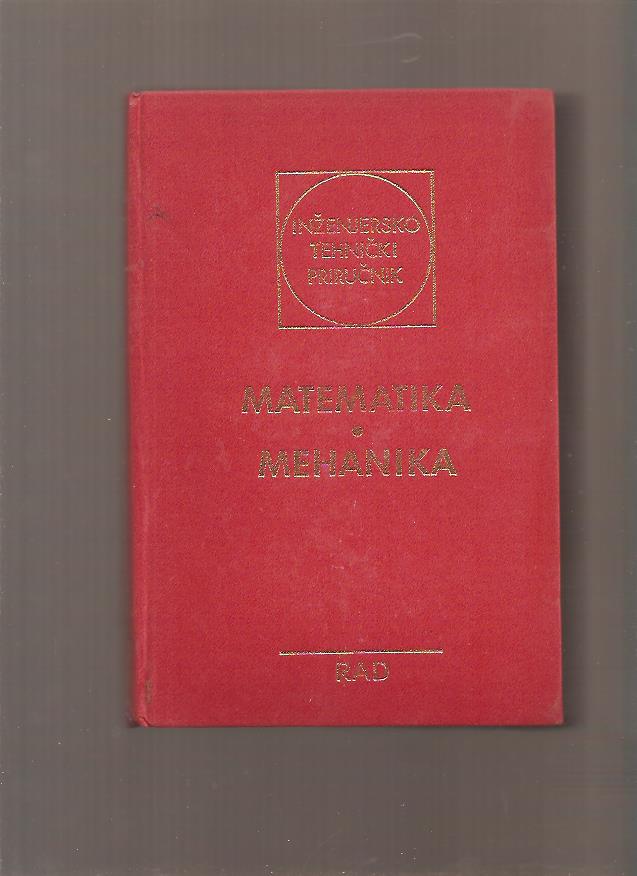 INŽENJERSKO
TEHNIČKI
PRIRUČNIK
MATEMATIKA
•
MEHANIKA
RAD